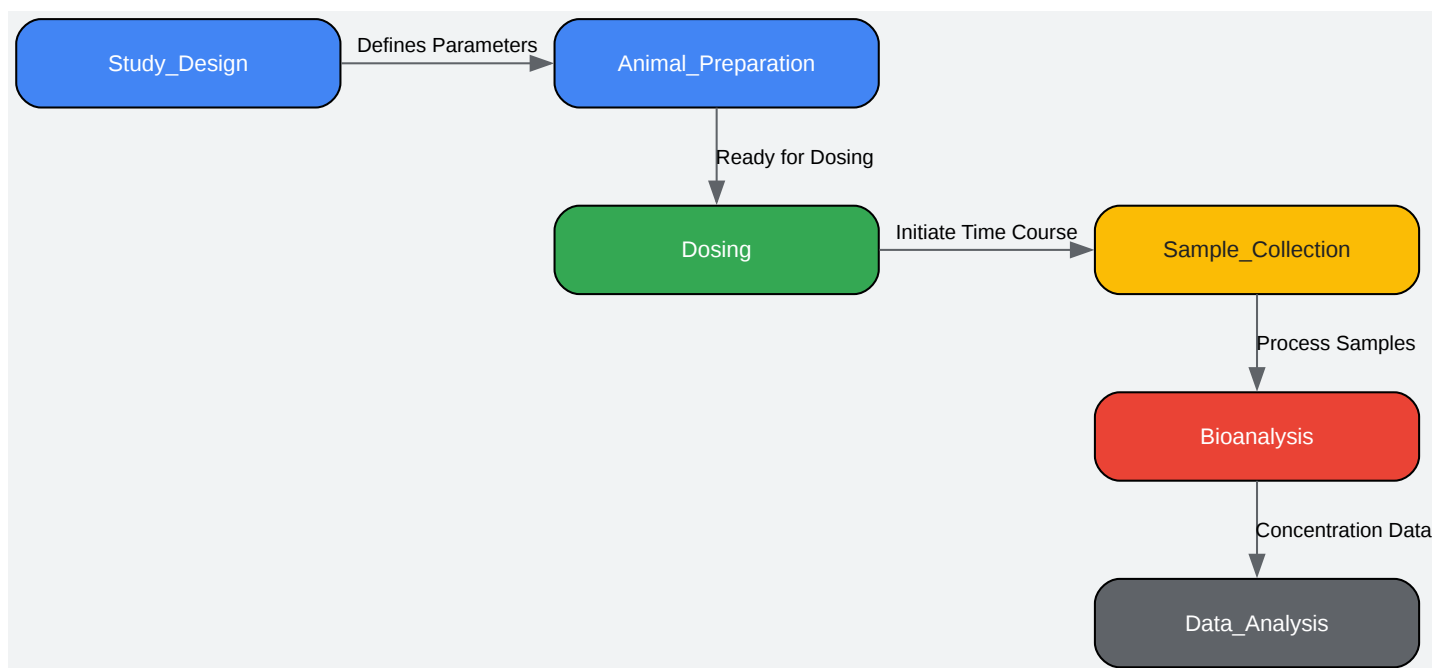 Study_Design
Defines Parameters
Animal_Preparation
Ready for Dosing
Dosing
Initiate Time Course
Sample_Collection
Process Samples
Bioanalysis
Concentration Data
Data_Analysis